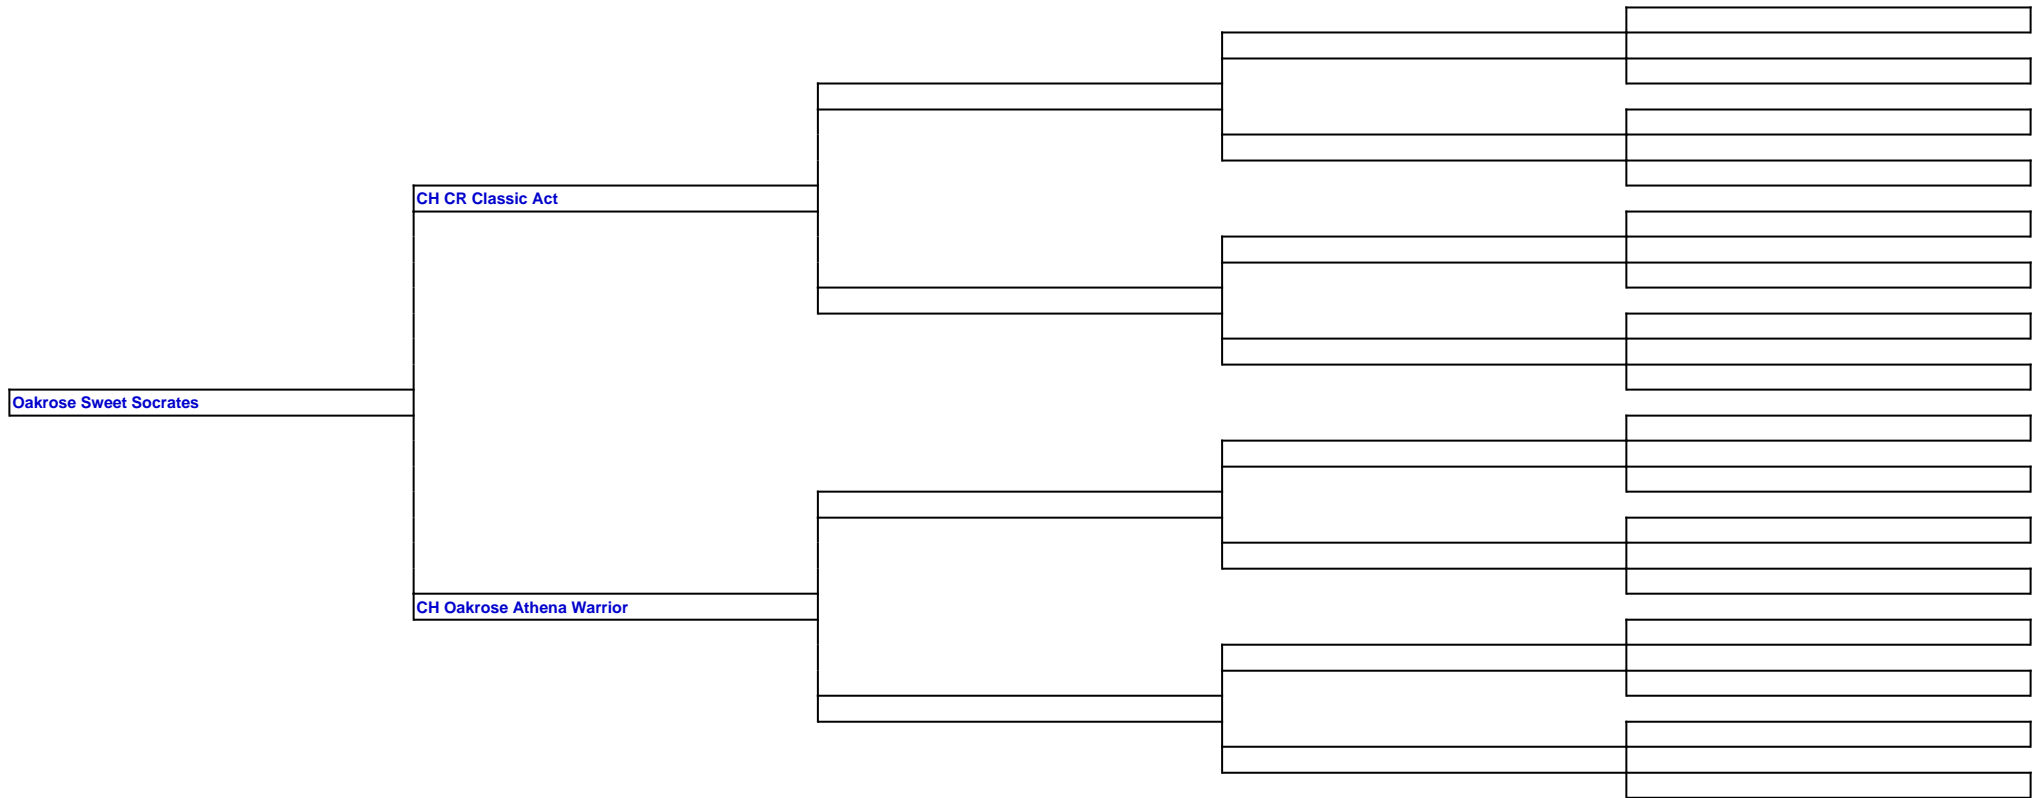 CH CR Classic Act
Oakrose Sweet Socrates
CH Oakrose Athena Warrior